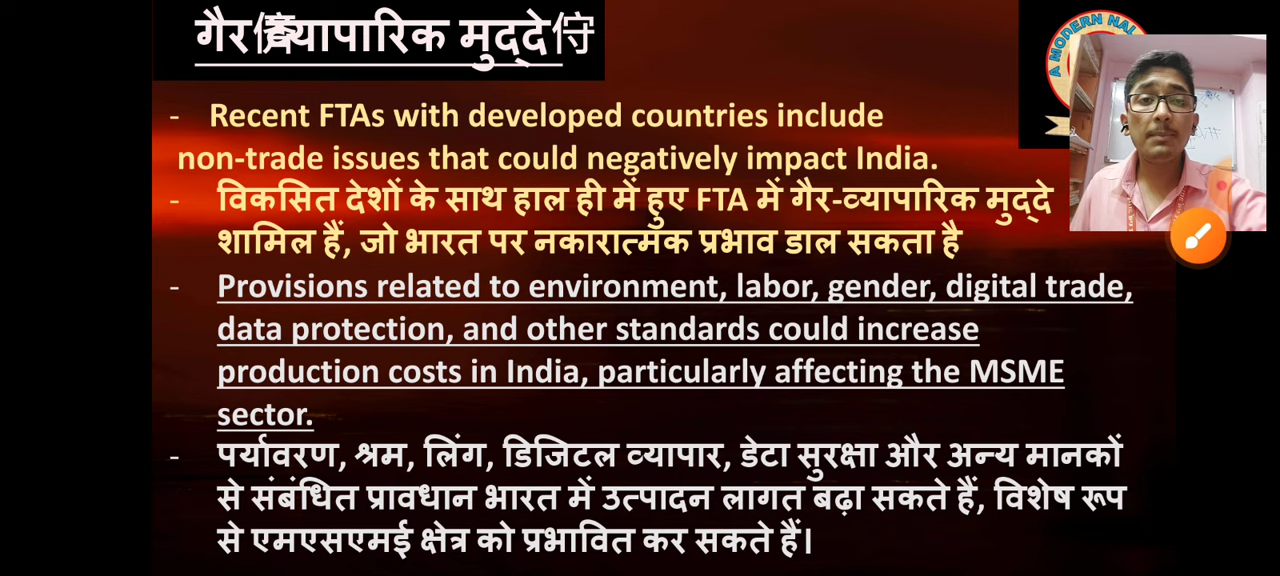 गैर व्यापारिक मुद्दे
A MODERN NAL
- Recent FTAs with developed countries include
non-trade issues that could negatively impact India.
- विकसित देशों के साथ हाल ही में हुए FTA में गैर-व्यापारिक मुद्दे
शामिल हैं, जो भारत पर नकारात्मक प्रभाव डाल सकता है
- Provisions related to environment, labor, gender, digital trade,
data protection, and other standards could increase
production costs in India, particularly affecting the MSME
sector.
- पर्यावरण, श्रम, लिंग, डिजिटल व्यापार, डेटा सुरक्षा और अन्य मानकों
से संबंधित प्रावधान भारत में उत्पादन लागत बढ़ा सकते हैं, विशेष रूप
से एमएसएमई क्षेत्र को प्रभावित कर सकते हैं।